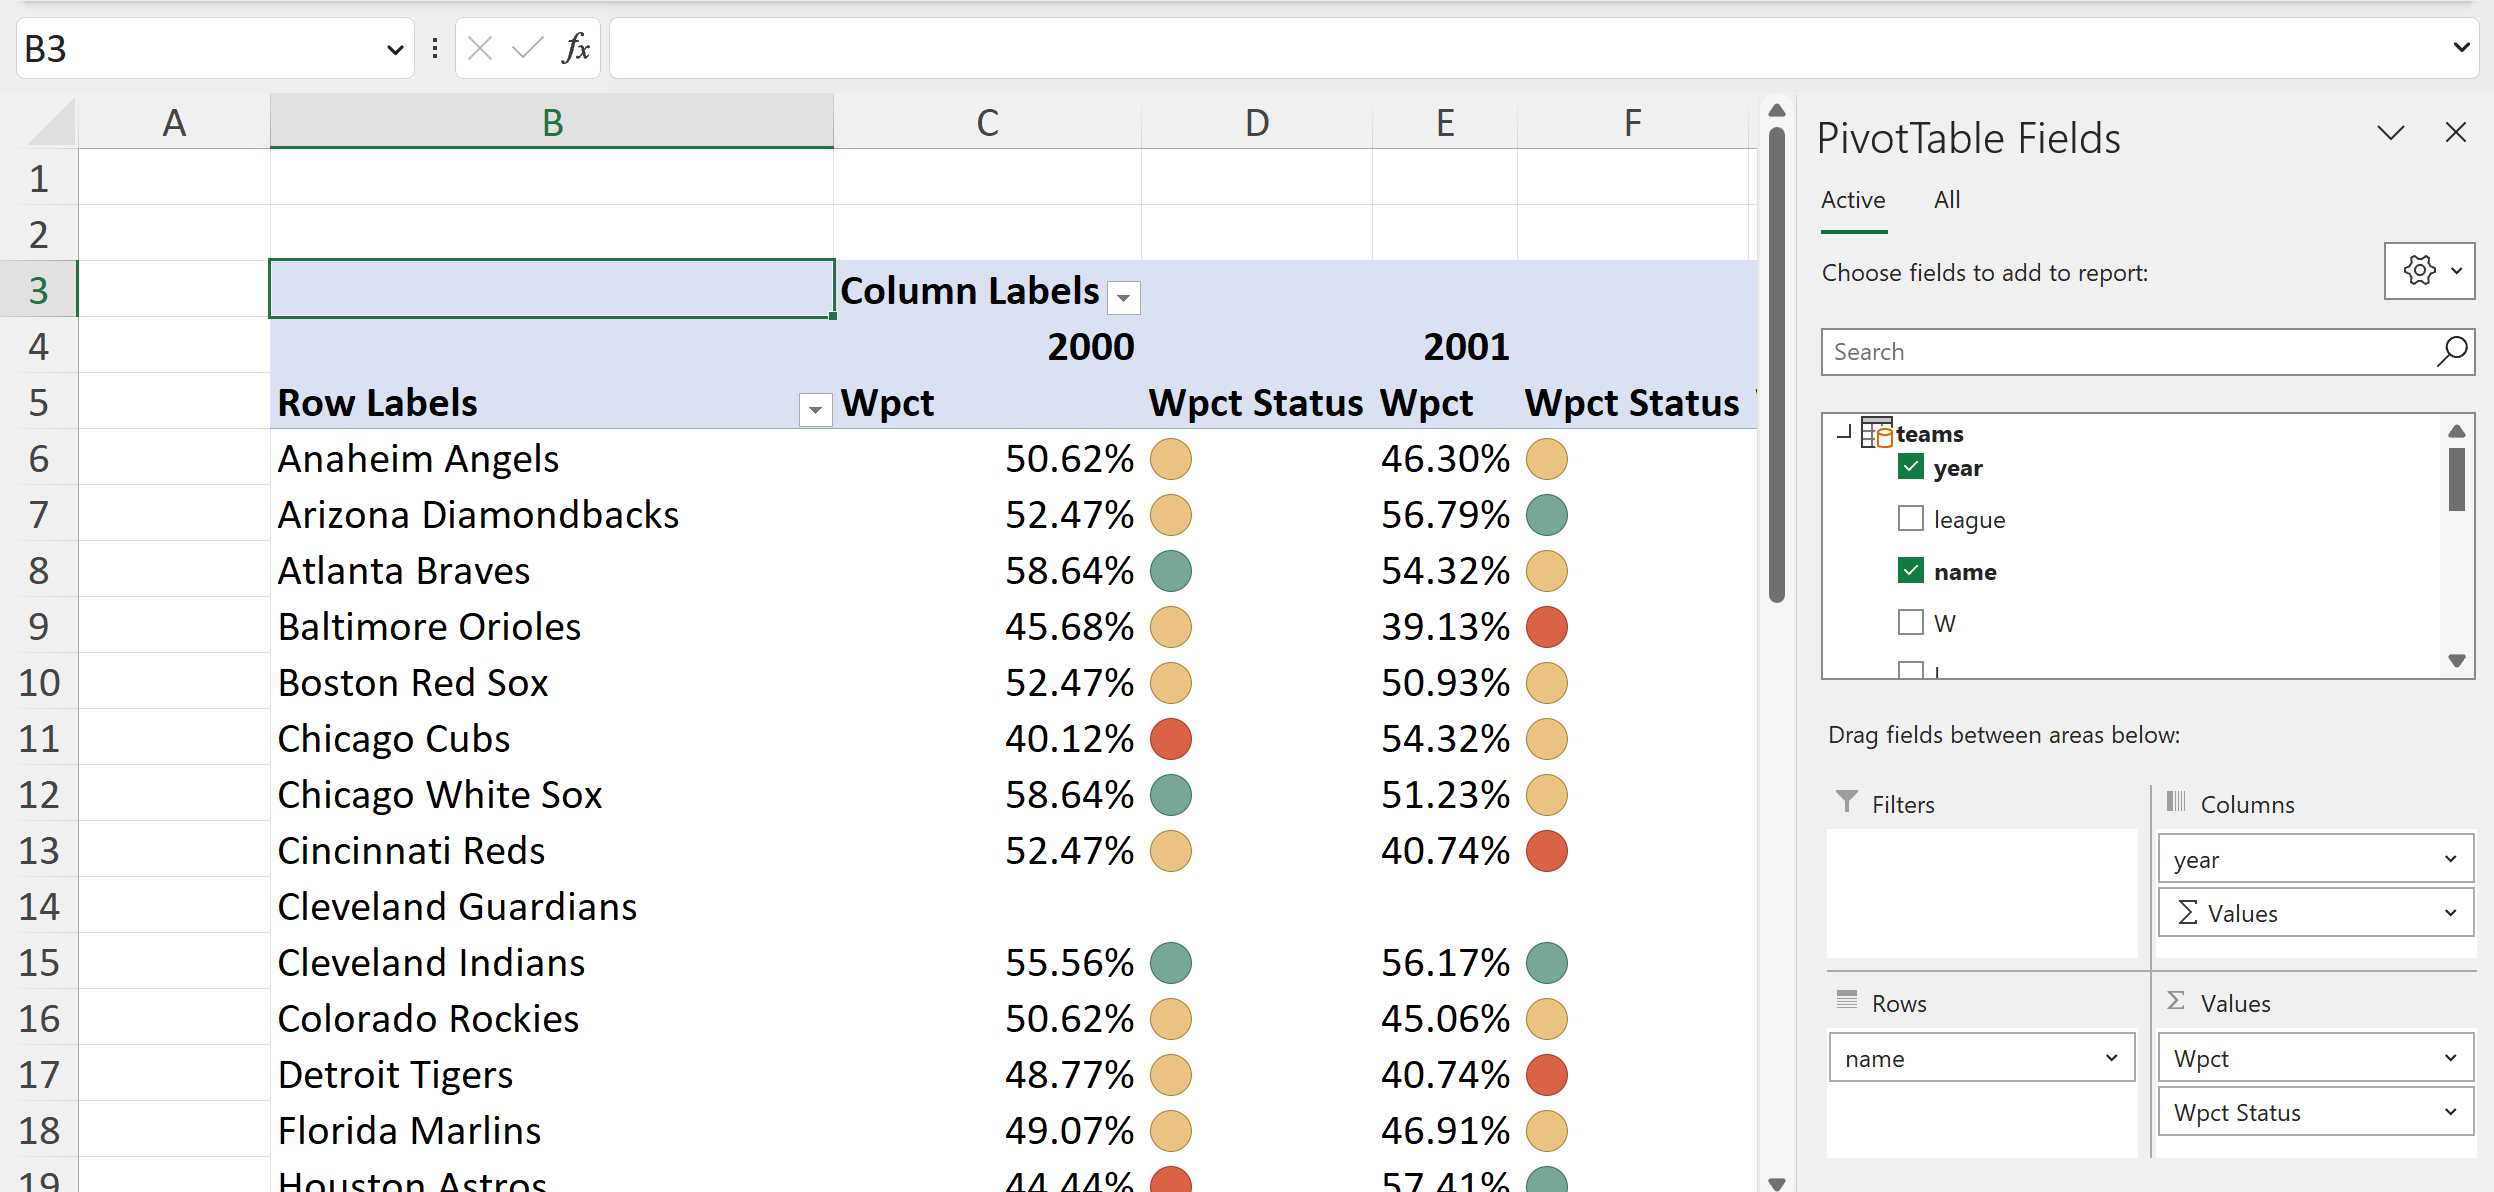 B3
fx
A B C D E F
1
2
3 Column Labels
4 2000 2001
5 Row Labels Wpct Wpct Status Wpct Wpct Status
6 Anaheim Angels 50.62% 46.30%
7 Arizona Diamondbacks 52.47% 56.79%
8 Atlanta Braves 58.64% 54.32%
9 Baltimore Orioles 45.68% 39.13%
10 Boston Red Sox 52.47% 50.93%
11 Chicago Cubs 40.12% 54.32%
12 Chicago White Sox 58.64% 51.23%
13 Cincinnati Reds 52.47% 40.74%
14 Cleveland Guardians
15 Cleveland Indians 55.56% 56.17%
16 Colorado Rockies 50.62% 45.06%
17 Detroit Tigers 48.77% 40.74%
18 Florida Marlins 49.07% 46.91%
19 Houston Astros 44.44% 57.41%
PivotTable Fields
Active All
Choose fields to add to report:
Search
teams
year
league
name
W
Drag fields between areas below:
Filters
Columns
year
Σ Values
Rows
name
Σ Values
Wpct
Wpct Status